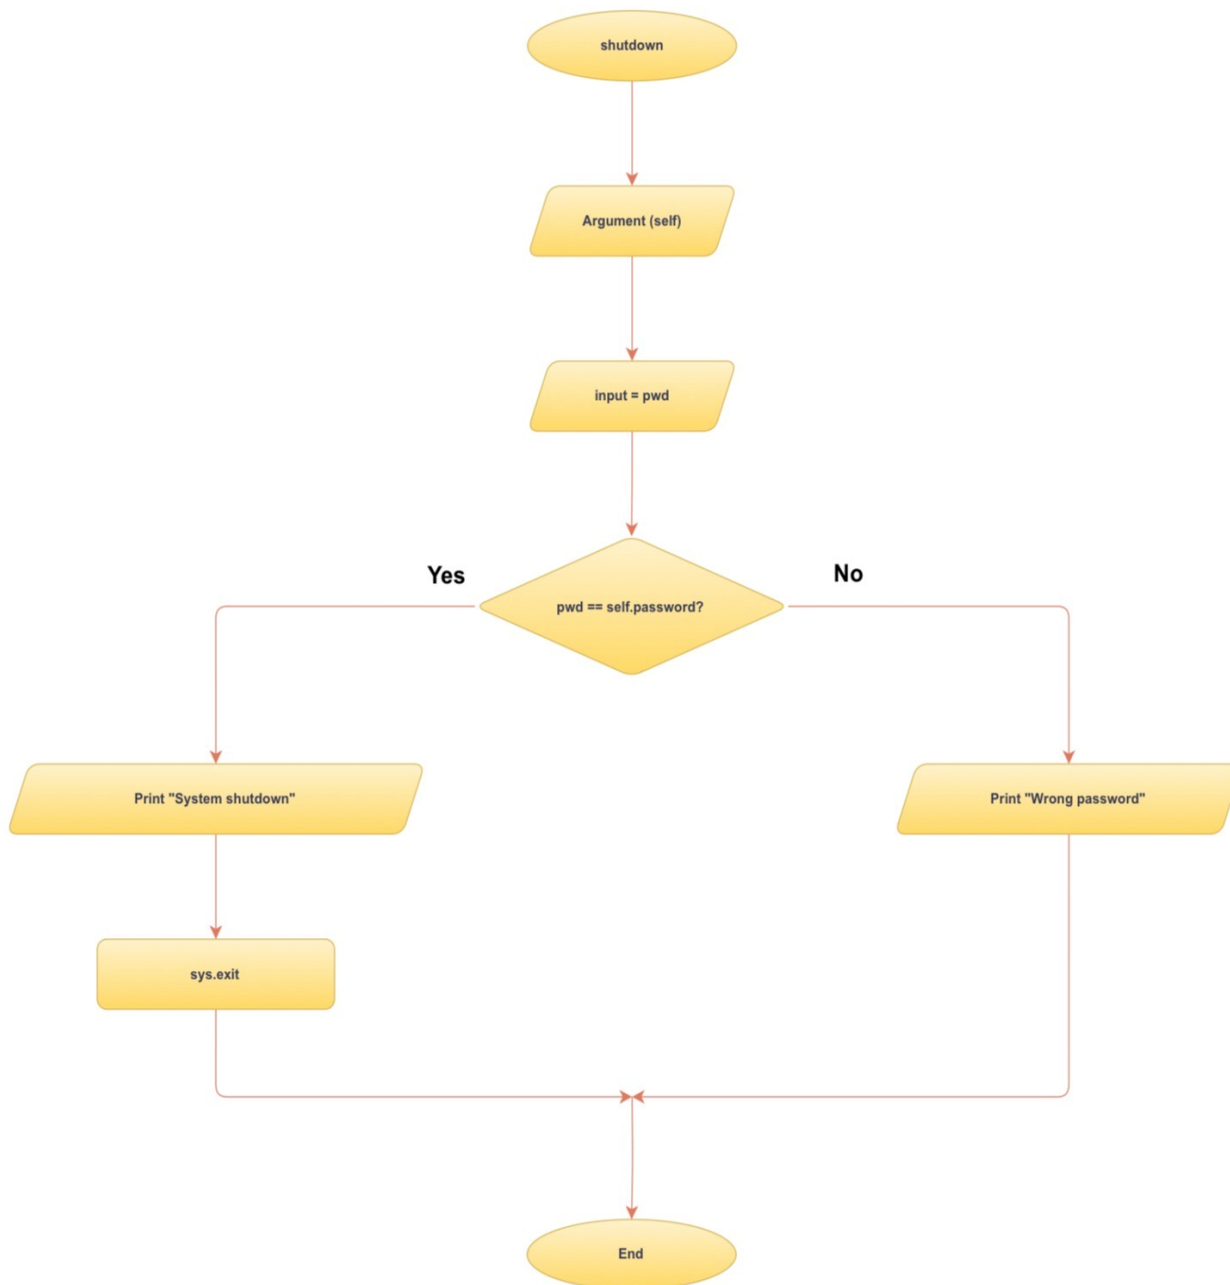 shutdown
Argument (self)
input = pwd
pwd == self.password?
Yes
No
Print "System shutdown"
Print "Wrong password"
sys.exit
End